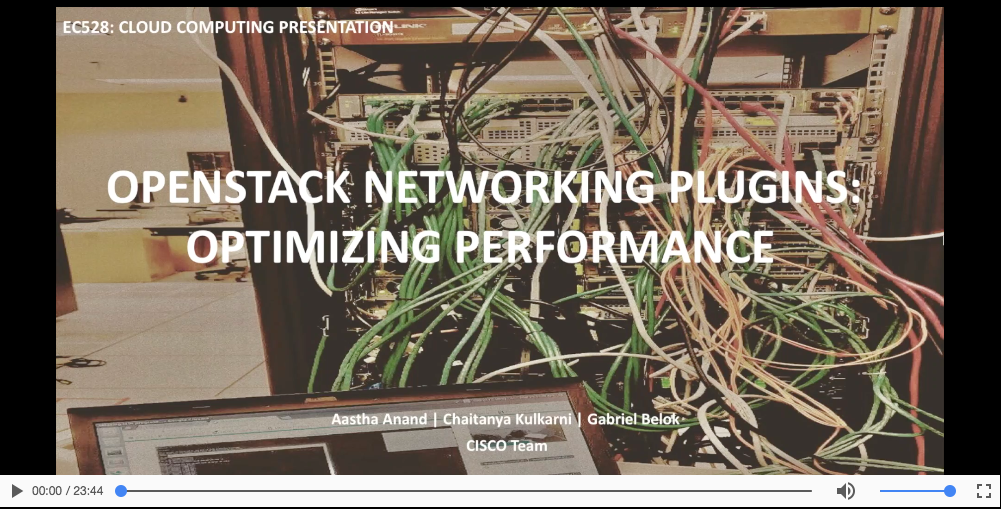 EC528: CLOUD COMPUTING PRESENTATION
OPENSTACK NETWORKING PLUGINS:
OPTIMIZING PERFORMANCE
Aastha Anand | Chaitanya Kulkarni | Gabriel Belok
CISCO Team
00:00 / 23:44